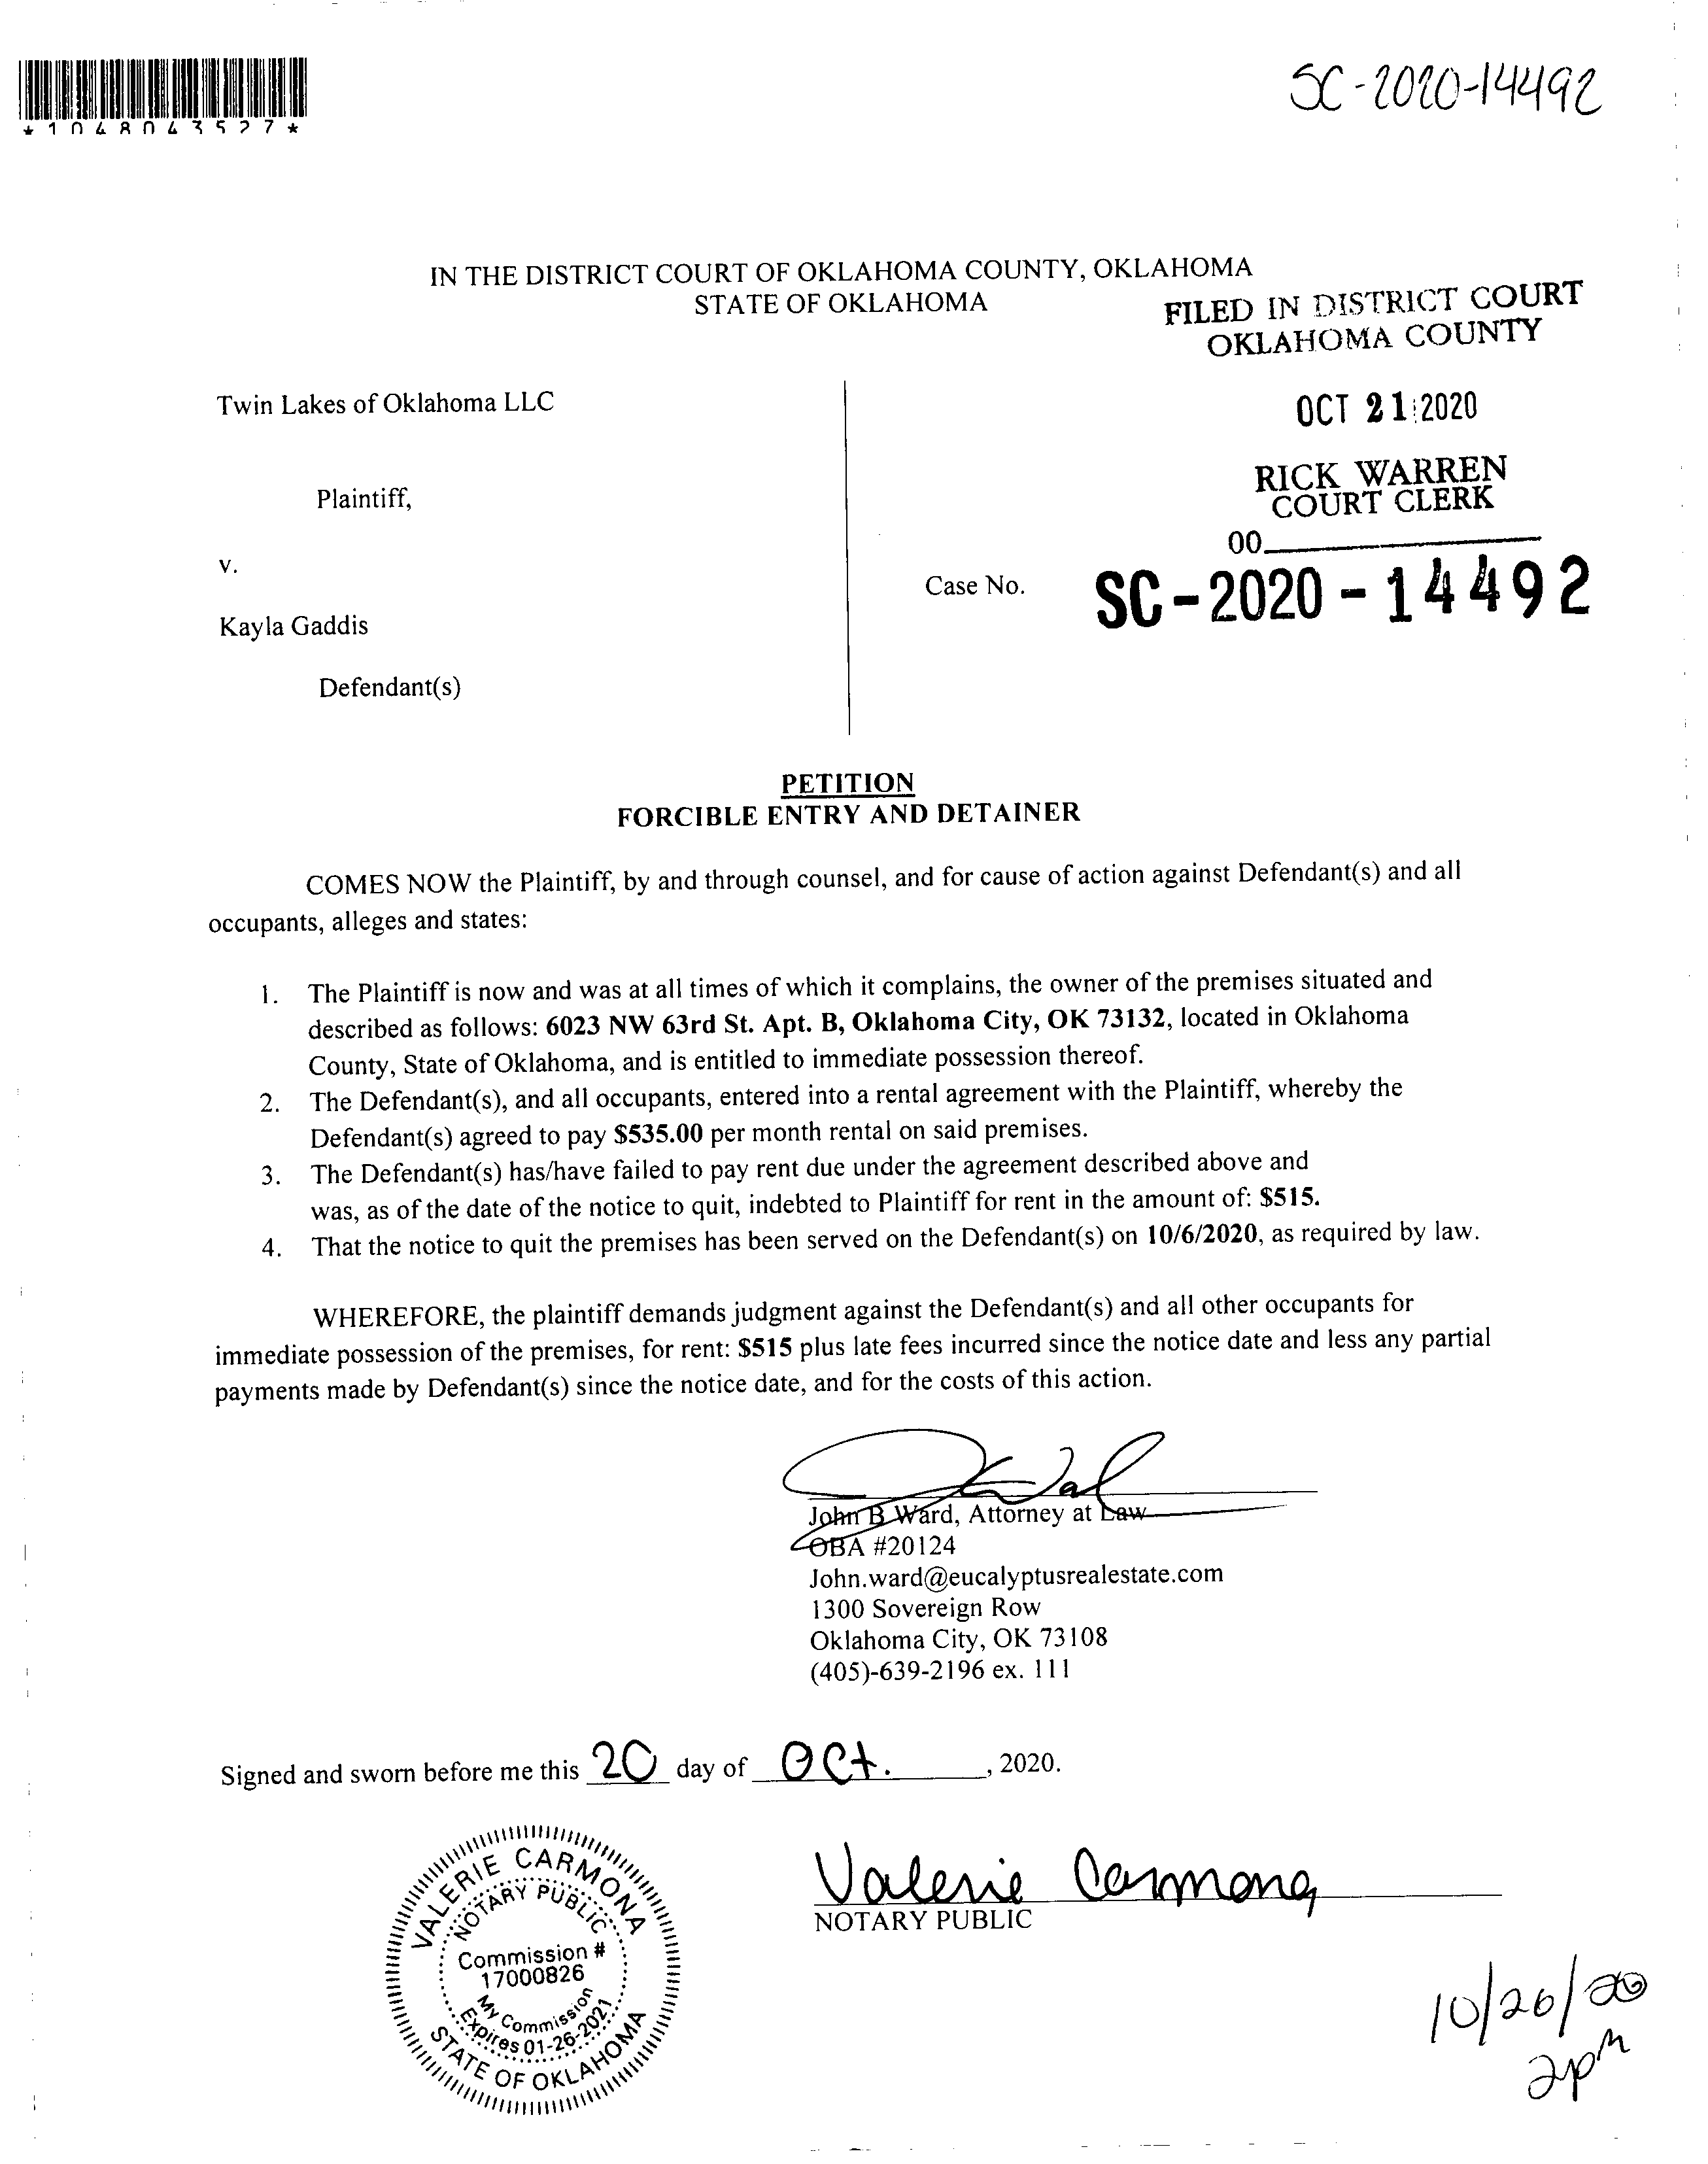 SC-2020-14492
*1048043527*
IN THE DISTRICT COURT OF OKLAHOMA COUNTY, OKLAHOMA
STATE OF OKLAHOMA
FILED IN DISTRICT COURT
OKLAHOMA COUNTY
Twin Lakes of Oklahoma LLC
OCT 21 2020
RICK WARREN
COURT CLERK
Plaintiff,
00
v.
Case No.
SC-2020-14492
Kayla Gaddis
Defendant(s)
PETITION
FORCIBLE ENTRY AND DETAINER
COMES NOW the Plaintiff, by and through counsel, and for cause of action against Defendant(s) and all
occupants, alleges and states:
1. The Plaintiff is now and was at all times of which it complains, the owner of the premises situated and
described as follows: 6023 NW 63rd St. Apt. B, Oklahoma City, OK 73132, located in Oklahoma
County, State of Oklahoma, and is entitled to immediate possession thereof.
2. The Defendant(s), and all occupants, entered into a rental agreement with the Plaintiff, whereby the
Defendant(s) agreed to pay $535.00 per month rental on said premises.
3. The Defendant(s) has/have failed to pay rent due under the agreement described above and
was, as of the date of the notice to quit, indebted to Plaintiff for rent in the amount of: $515.
4. That the notice to quit the premises has been served on the Defendant(s) on 10/6/2020, as required by law.
WHEREFORE, the plaintiff demands judgment against the Defendant(s) and all other occupants for
immediate possession of the premises, for rent: $515 plus late fees incurred since the notice date and less any partial
payments made by Defendant(s) since the notice date, and for the costs of this action.
John B Ward, Attorney at Law
OBA #20124
John.ward@eucalyptusrealestate.com
1300 Sovereign Row
Oklahoma City, OK 73108
(405)-639-2196 ex. 111
Signed and sworn before me this 20 day of Oct. , 2020.
Valerie Carmona
NOTARY PUBLIC
VALERIE CARMONA
NOTARY PUBLIC
Commission #
17000826
My Commission
Expires 01-26-2021
STATE OF OKLAHOMA
10/26/20
2pm